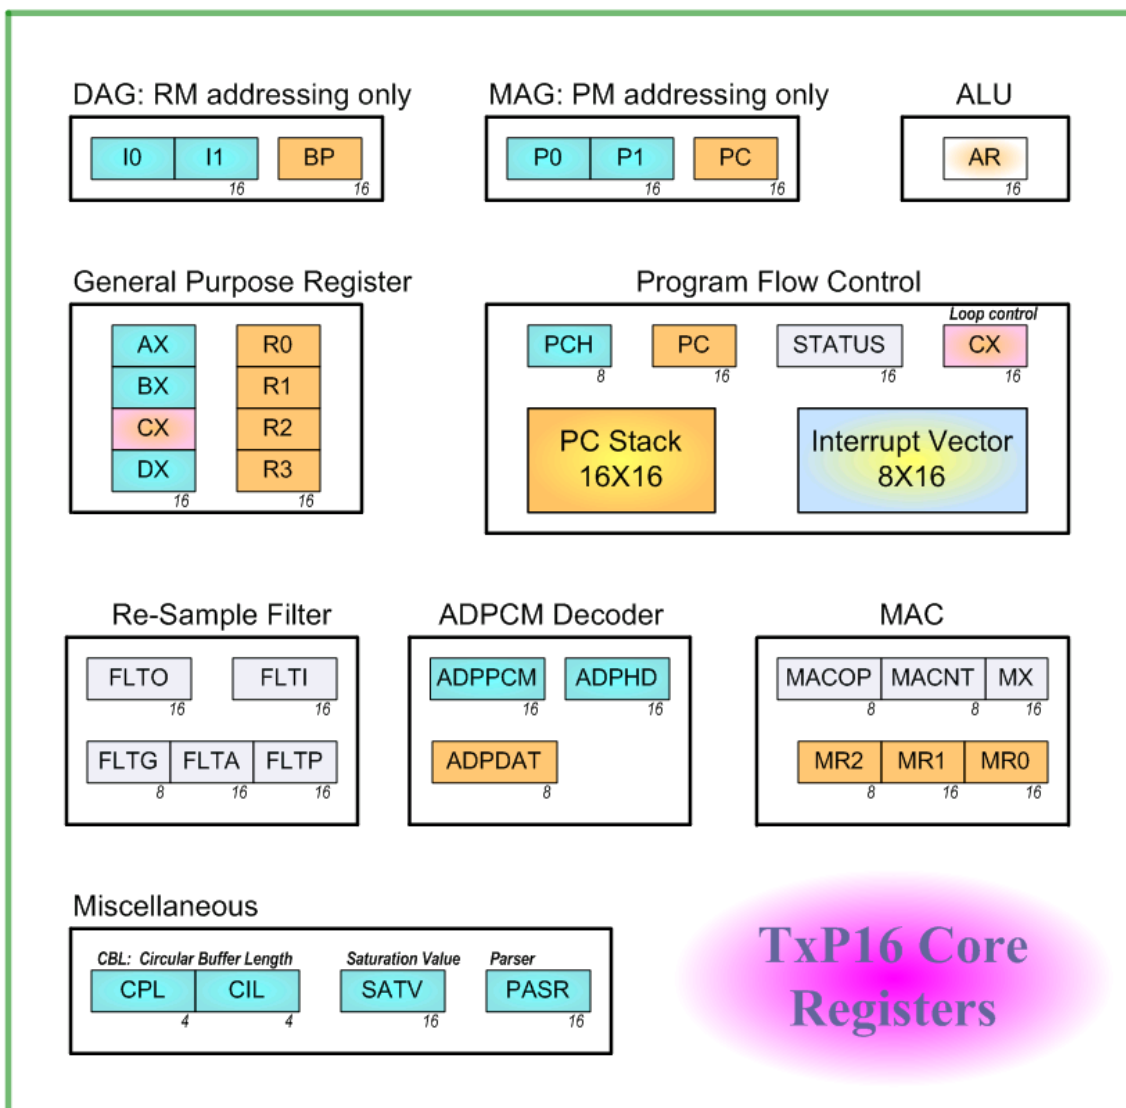 DAG: RM addressing only
MAG: PM addressing only
ALU
I0 I1 BP
16 16
P0 P1 PC
16 16
AR
16
General Purpose Register
AX R0
BX R1
CX R2
DX R3
16 16
Program Flow Control
Loop control
PCH PC STATUS CX
8 16 16 16
PC Stack
16X16
Interrupt Vector
8X16
Re-Sample Filter
FLTO FLTI
16 16
FLTG FLTA FLTP
8 16 16
ADPCM Decoder
ADPPCM ADPHD
16 16
ADPDAT
8
MAC
MACOP MACNT MX
8 8 16
MR2 MR1 MR0
8 16 16
Miscellaneous
CBL: Circular Buffer Length Saturation Value Parser
CPL CIL SATV PASR
4 4 16 16
TxP16 Core
Registers